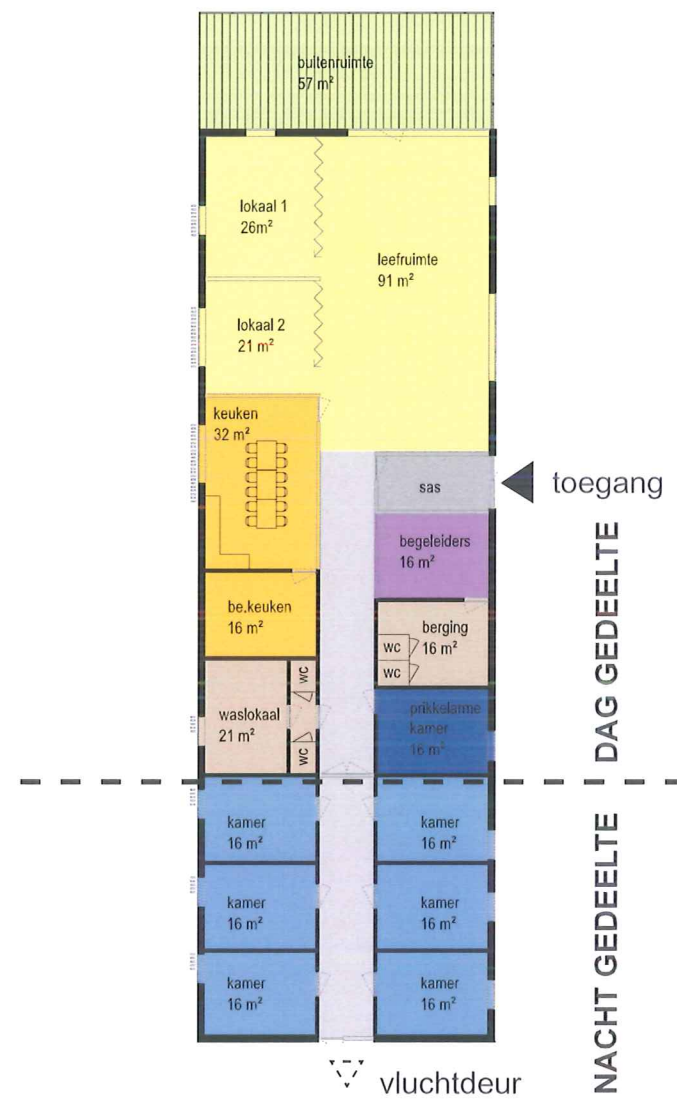 buitenruimte
57 m²
lokaal 1
26m²
leefruimte
91 m²
lokaal 2
21 m²
keuken
32 m²
sas
toegang
begeleiders
16 m²
be.keuken
16 m²
berging
16 m²
wc
wc
wc
waslokaal
21 m²
wc
prikkelarme
kamer
16 m²
DAG GEDEELTE
kamer
16 m²
kamer
16 m²
kamer
16 m²
kamer
16 m²
kamer
16 m²
kamer
16 m²
NACHT GEDEELTE
vluchtdeur